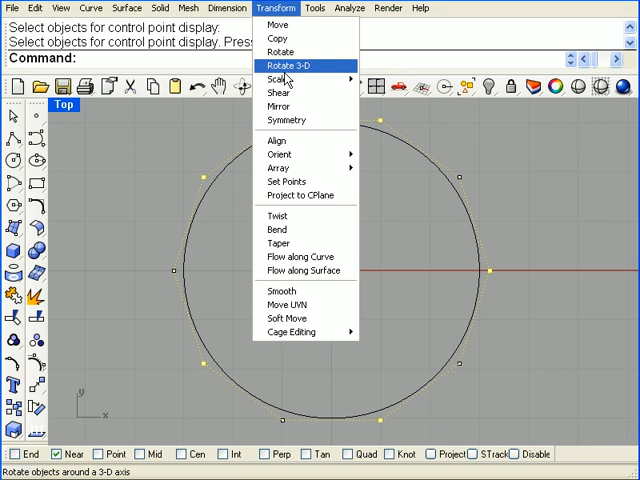 File Edit View Curve Surface Solid Mesh Dimension Transform Tools Analyze Render Help
Select objects for control point display:
Select objects for control point display. Pres
Command:
Top
Move
Copy
Rotate
Rotate 3-D
Scale
Shear
Mirror
Symmetry
Align
Orient
Array
Set Points
Project to CPlane
Twist
Bend
Taper
Flow along Curve
Flow along Surface
Smooth
Move UVN
Soft Move
Cage Editing
y
x
End Near Point Mid Cen Int Perp Tan Quad Knot Project STrack Disable
Rotate objects around a 3-D axis